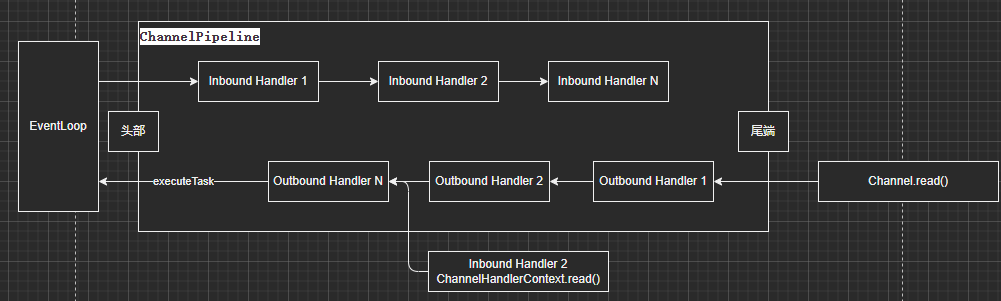 ChannelPipeline
Inbound Handler 1
Inbound Handler 2
Inbound Handler N
EventLoop
头部
尾端
executeTask
Outbound Handler N
Outbound Handler 2
Outbound Handler 1
Channel.read()
Inbound Handler 2
ChannelHandlerContext.read()